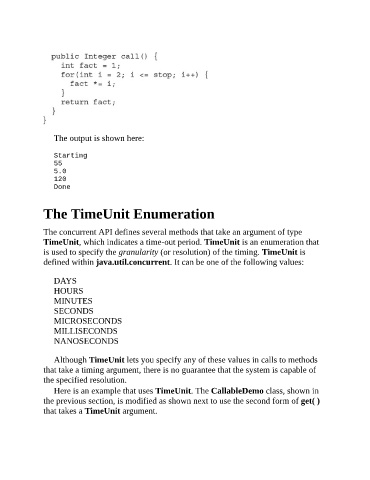 public Integer call() {
int fact = 1;
for(int i = 2; i <= stop; i++) {
fact *= i;
}
return fact;
}
}
The output is shown here:
Starting
55
5.0
120
Done
The TimeUnit Enumeration
The concurrent API defines several methods that take an argument of type
TimeUnit, which indicates a time-out period. TimeUnit is an enumeration that
is used to specify the granularity (or resolution) of the timing. TimeUnit is
defined within java.util.concurrent. It can be one of the following values:
DAYS
HOURS
MINUTES
SECONDS
MICROSECONDS
MILLISECONDS
NANOSECONDS
Although TimeUnit lets you specify any of these values in calls to methods
that take a timing argument, there is no guarantee that the system is capable of
the specified resolution.
Here is an example that uses TimeUnit. The CallableDemo class, shown in
the previous section, is modified as shown next to use the second form of get( )
that takes a TimeUnit argument.